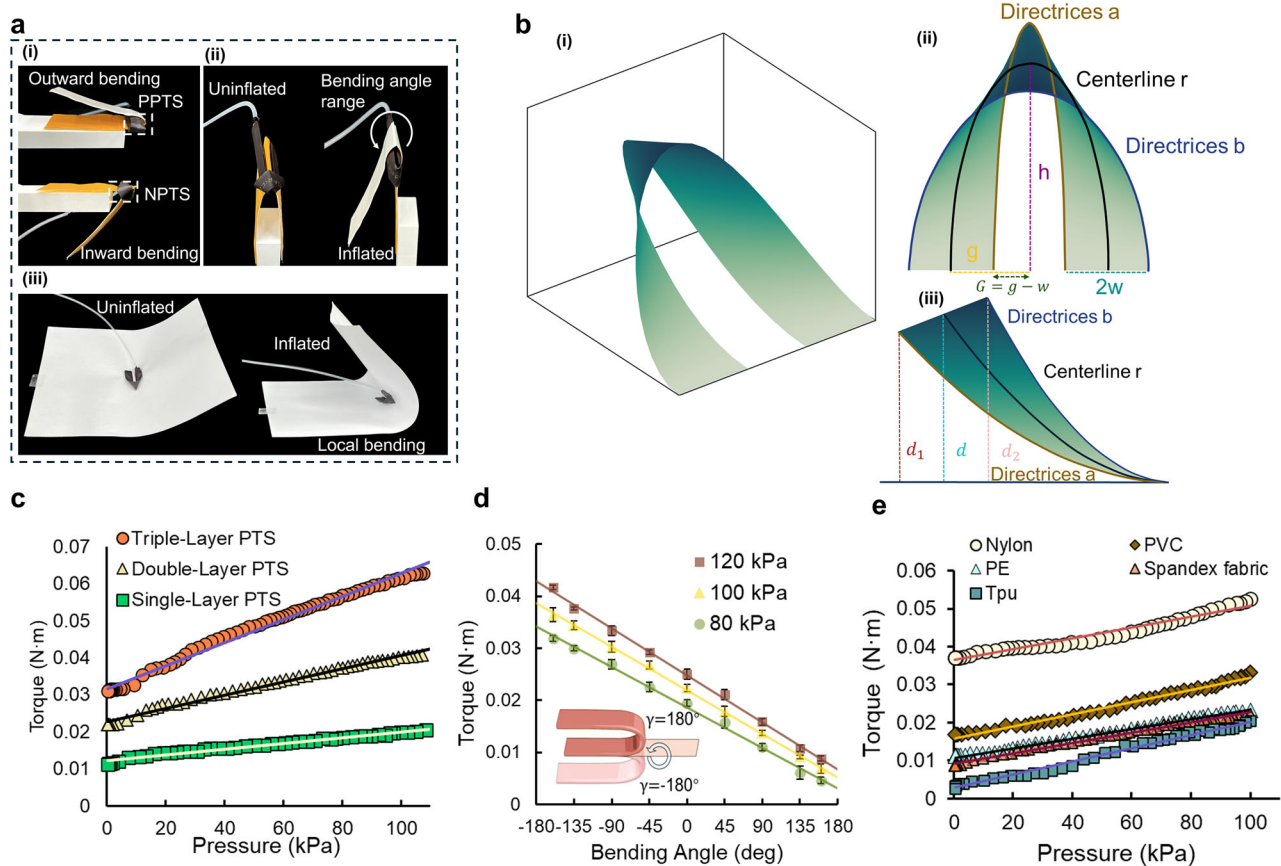 a
(i)
Outward bending
PPTS
NPTS
Inward bending
(ii)
Uninflated
Bending angle
range
Inflated
(iii)
Uninflated
Inflated
Local bending
b
(i)
(ii)
Directrices a
Centerline r
Directrices b
h
g
G = g − w
2w
(iii)
Directrices b
Centerline r
d₁
d
d₂
Directrices a
c
Triple-Layer PTS
Double-Layer PTS
Single-Layer PTS
Torque (N·m)
0.07
0.06
0.05
0.04
0.03
0.02
0.01
0
0 20 40 60 80 100
Pressure (kPa)
d
120 kPa
100 kPa
80 kPa
Torque (N·m)
0.05
0.04
0.03
0.02
0.01
0.00
γ=180°
γ=-180°
-180 -135 -90 -45 0 45 90 135 180
Bending Angle (deg)
e
Nylon
PVC
PE
Spandex fabric
Tpu
Torque (N·m)
0.06
0.05
0.04
0.03
0.02
0.01
0
0 20 40 60 80 100
Pressure (kPa)